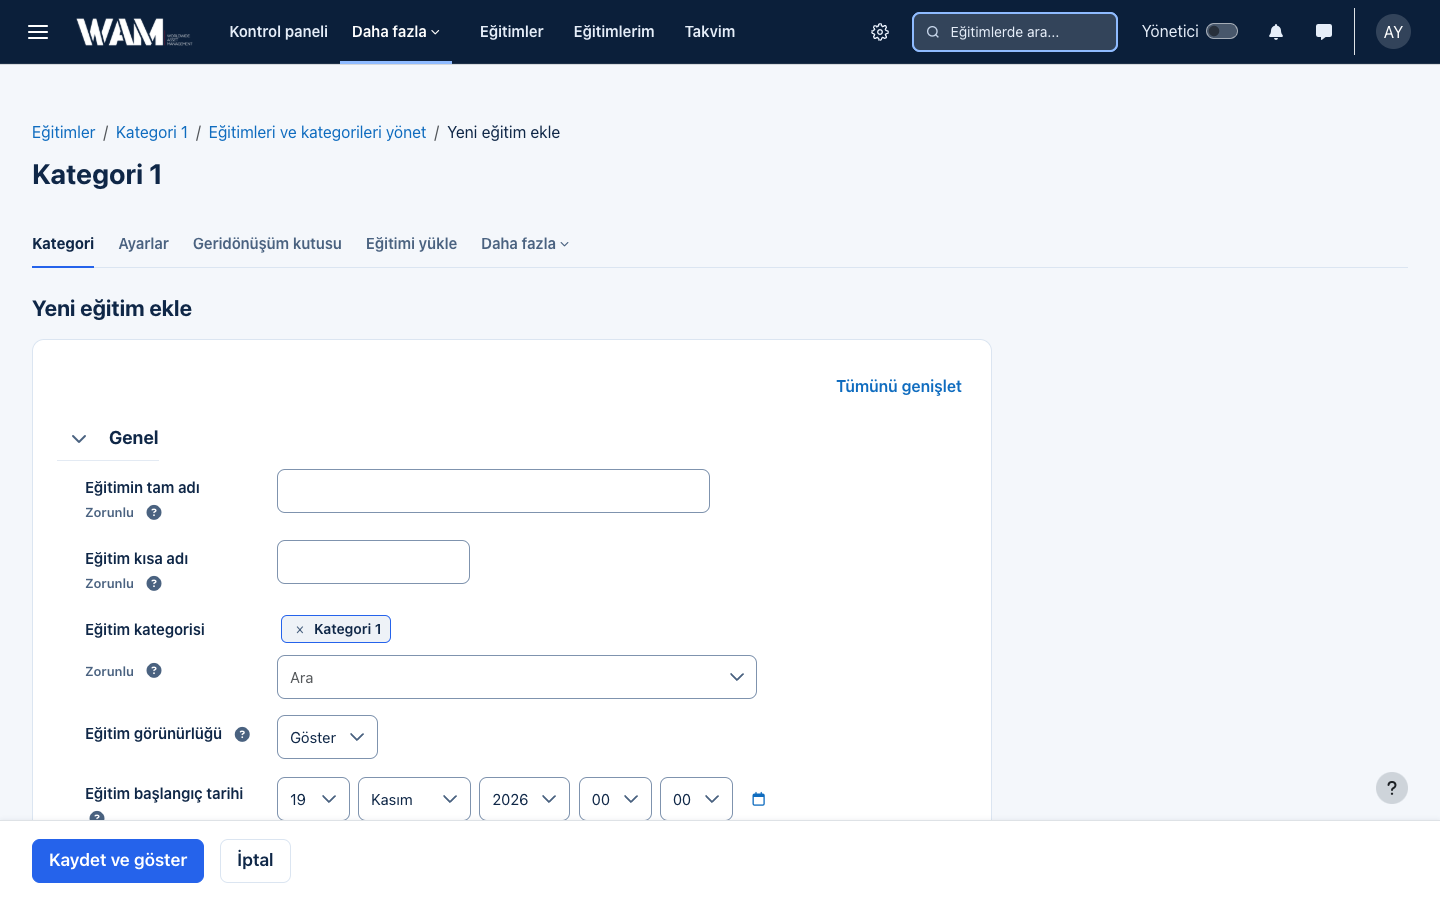 WAM WORLDWIDE ASSET MANAGEMENT Kontrol paneli Daha fazla Eğitimler Eğitimlerim Takvim Eğitimlerde ara... Yönetici AY
Eğitimler / Kategori 1 / Eğitimleri ve kategorileri yönet / Yeni eğitim ekle
Kategori 1
Kategori Ayarlar Geridönüşüm kutusu Eğitimi yükle Daha fazla
Yeni eğitim ekle
Tümünü genişlet
Genel
Eğitimin tam adı
Zorunlu ?
Eğitim kısa adı
Zorunlu ?
Eğitim kategorisi × Kategori 1
Zorunlu ? Ara
Eğitim görünürlüğü ? Göster
Eğitim başlangıç tarihi 19 Kasım 2026 00 00
?
?
Kaydet ve göster İptal